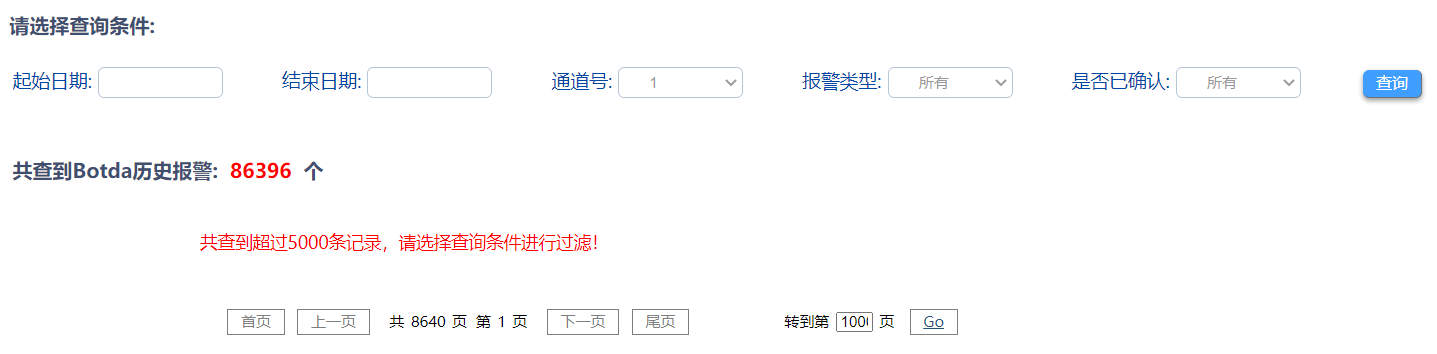 请选择查询条件:
起始日期: 结束日期: 通道号: 1 报警类型: 所有 是否已确认: 所有 查询
共查到Botda历史报警: 86396 个
共查到超过5000条记录，请选择查询条件进行过滤！
首页 上一页 共 8640 页 第 1 页 下一页 尾页 转到第 页 Go